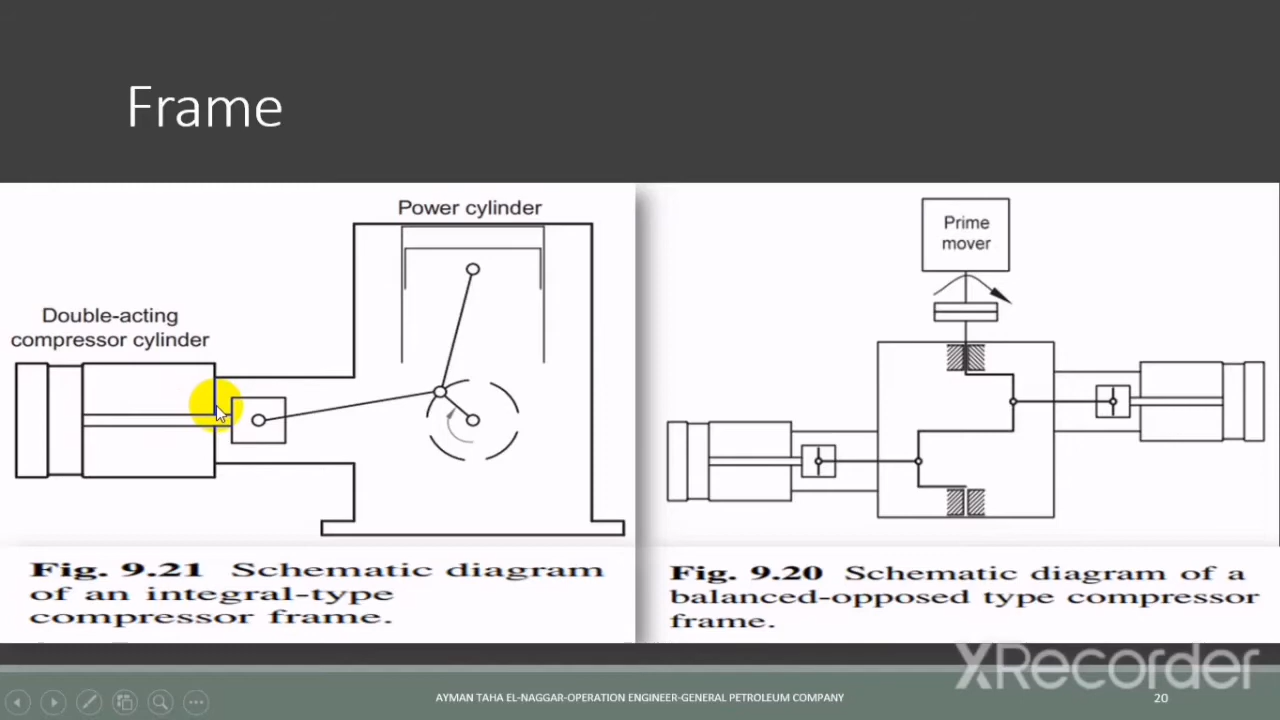 Frame
Power cylinder
Double-acting
compressor cylinder
Fig. 9.21 Schematic diagram
of an integral-type
compressor frame.
Prime
mover
Fig. 9.20 Schematic diagram of a
balanced-opposed type compressor
frame.
XRecorder
AYMAN TAHA EL-NAGGAR-OPERATION ENGINEER-GENERAL PETROLEUM COMPANY
20